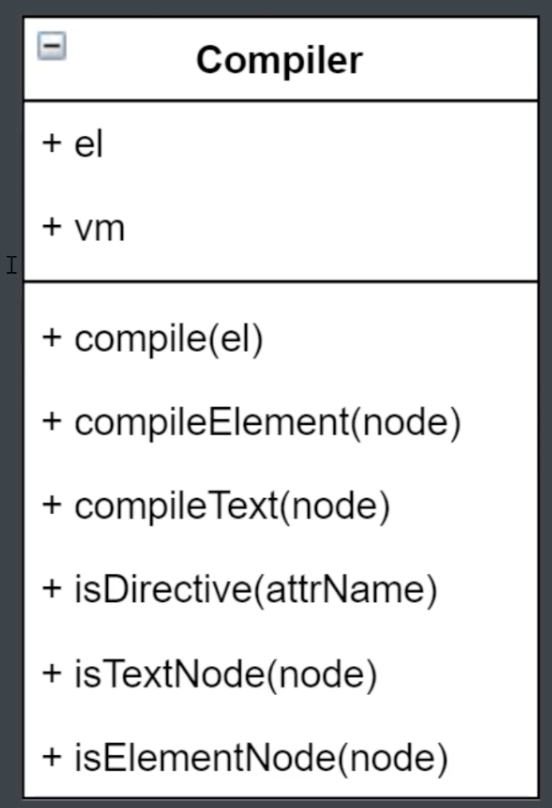 Compiler
+ el
+ vm
+ compile(el)
+ compileElement(node)
+ compileText(node)
+ isDirective(attrName)
+ isTextNode(node)
+ isElementNode(node)